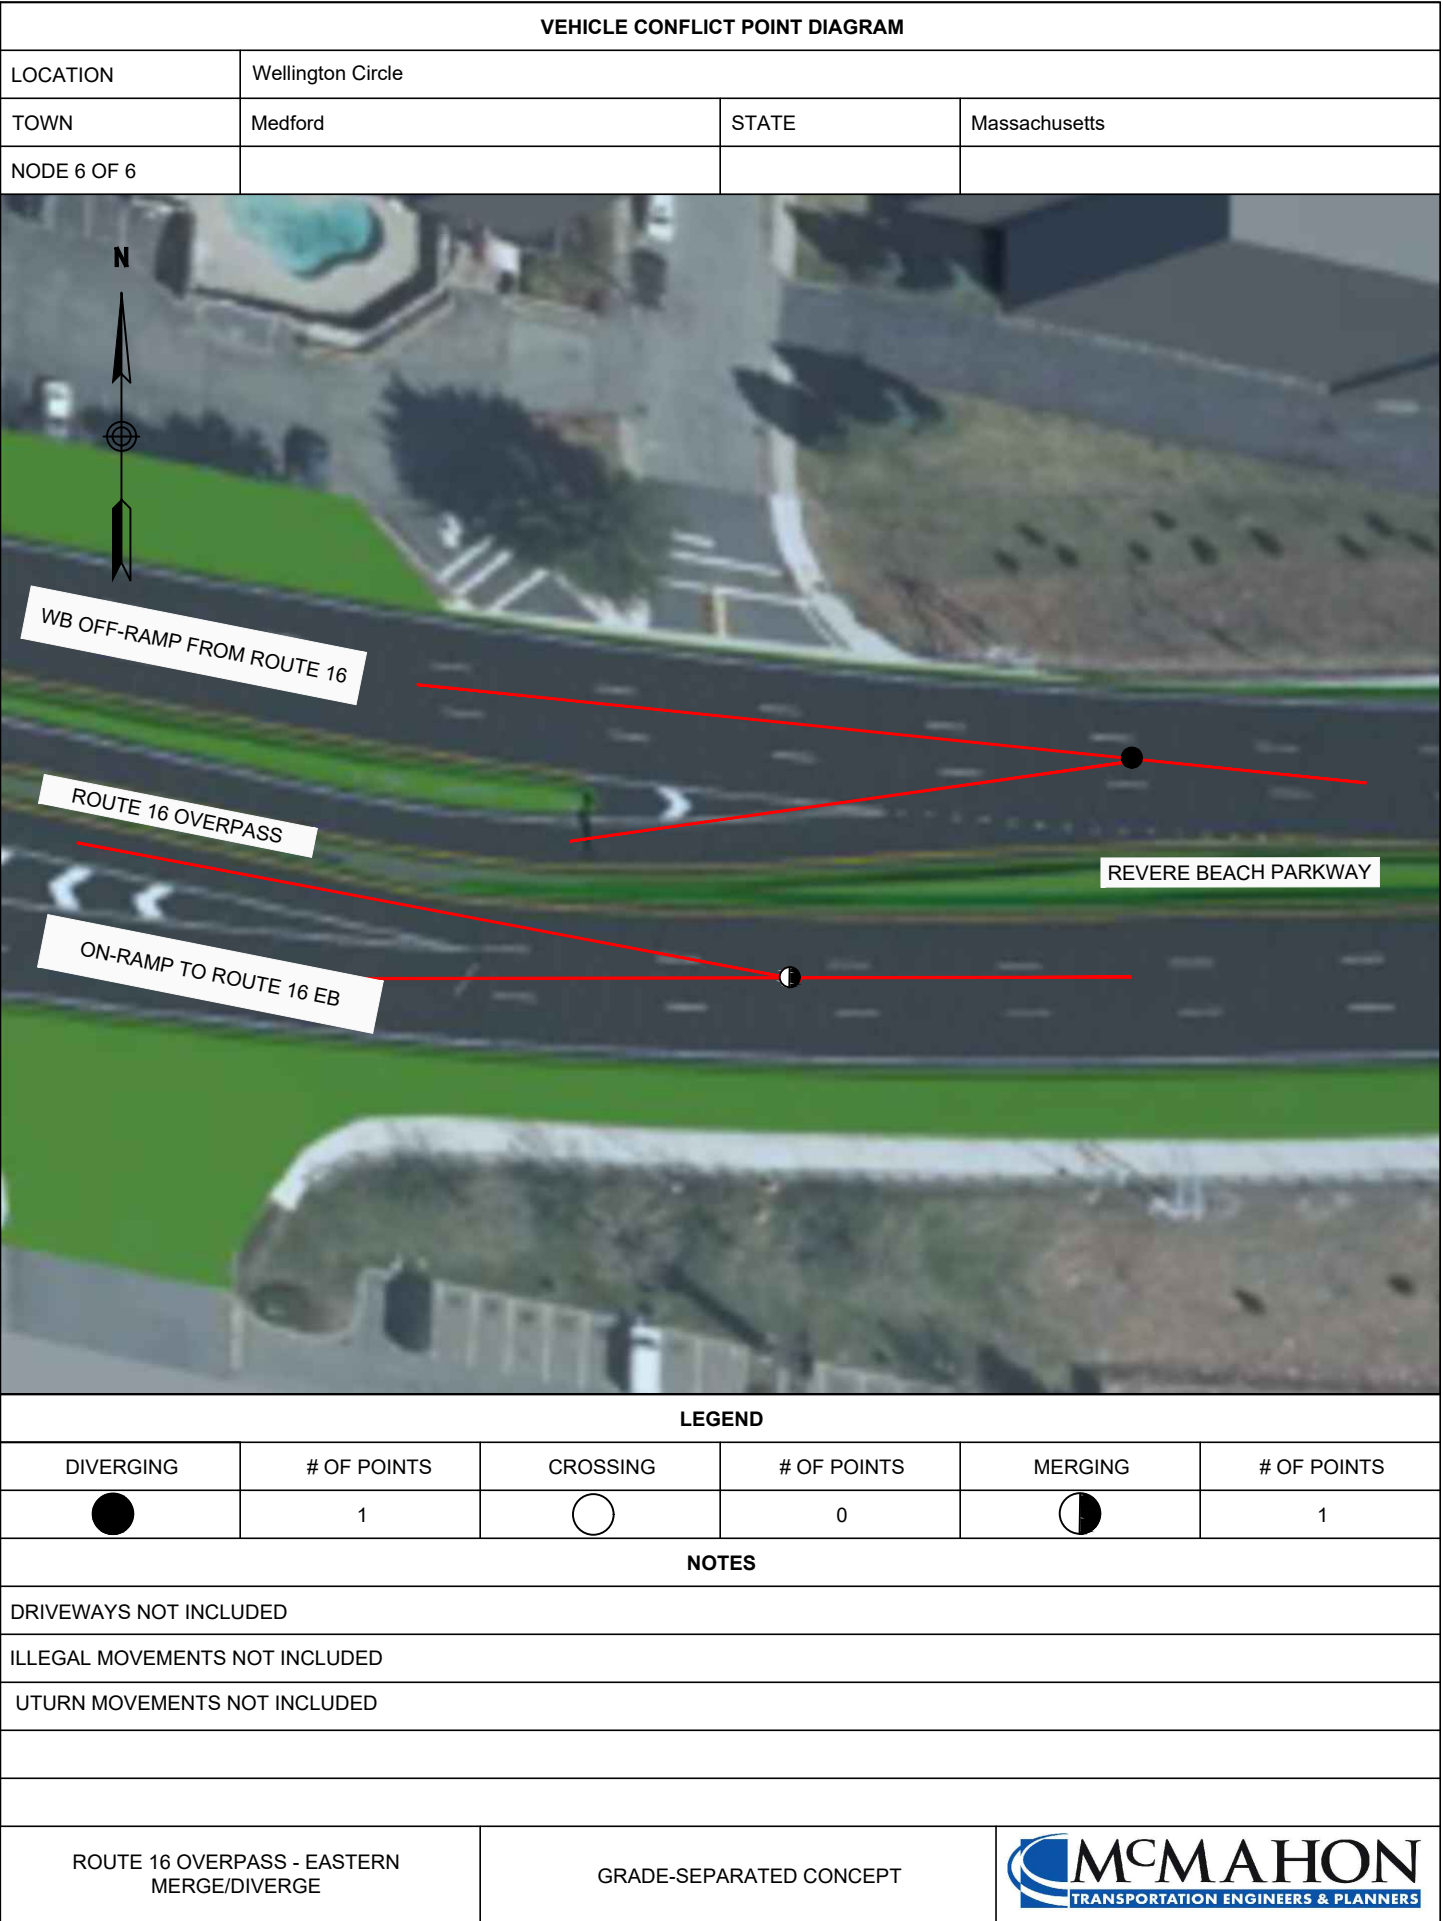 VEHICLE CONFLICT POINT DIAGRAM
LOCATION Wellington Circle
TOWN Medford STATE Massachusetts
NODE 6 OF 6
N
WB OFF-RAMP FROM ROUTE 16
ROUTE 16 OVERPASS
REVERE BEACH PARKWAY
ON-RAMP TO ROUTE 16 EB
LEGEND
DIVERGING # OF POINTS CROSSING # OF POINTS MERGING # OF POINTS
1 0 1
NOTES
DRIVEWAYS NOT INCLUDED
ILLEGAL MOVEMENTS NOT INCLUDED
UTURN MOVEMENTS NOT INCLUDED
ROUTE 16 OVERPASS - EASTERN
MERGE/DIVERGE
GRADE-SEPARATED CONCEPT
McMAHON
TRANSPORTATION ENGINEERS & PLANNERS